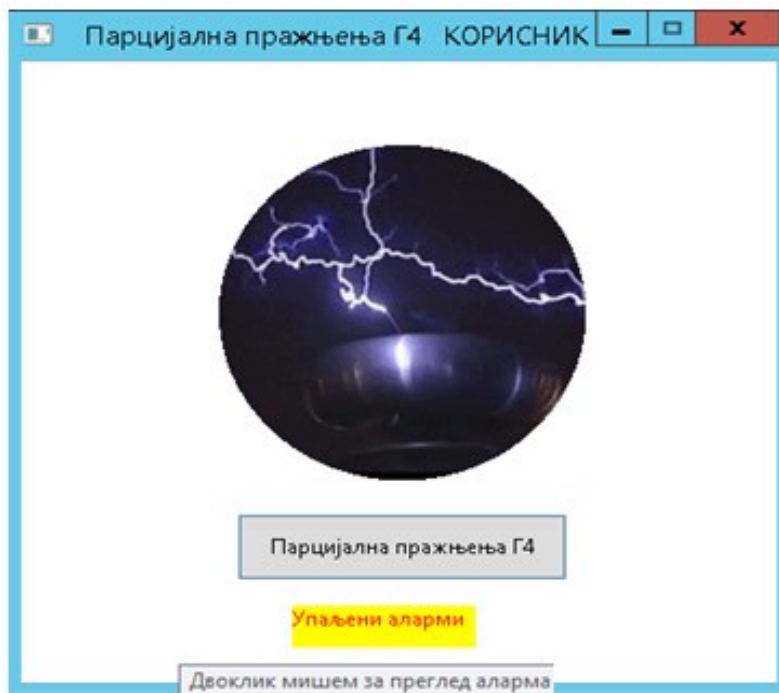 Парцијална пражњења Г4 КОРИСНИК
Парцијална пражњења Г4
Упаљени аларми
Двоклик мишем за преглед аларма